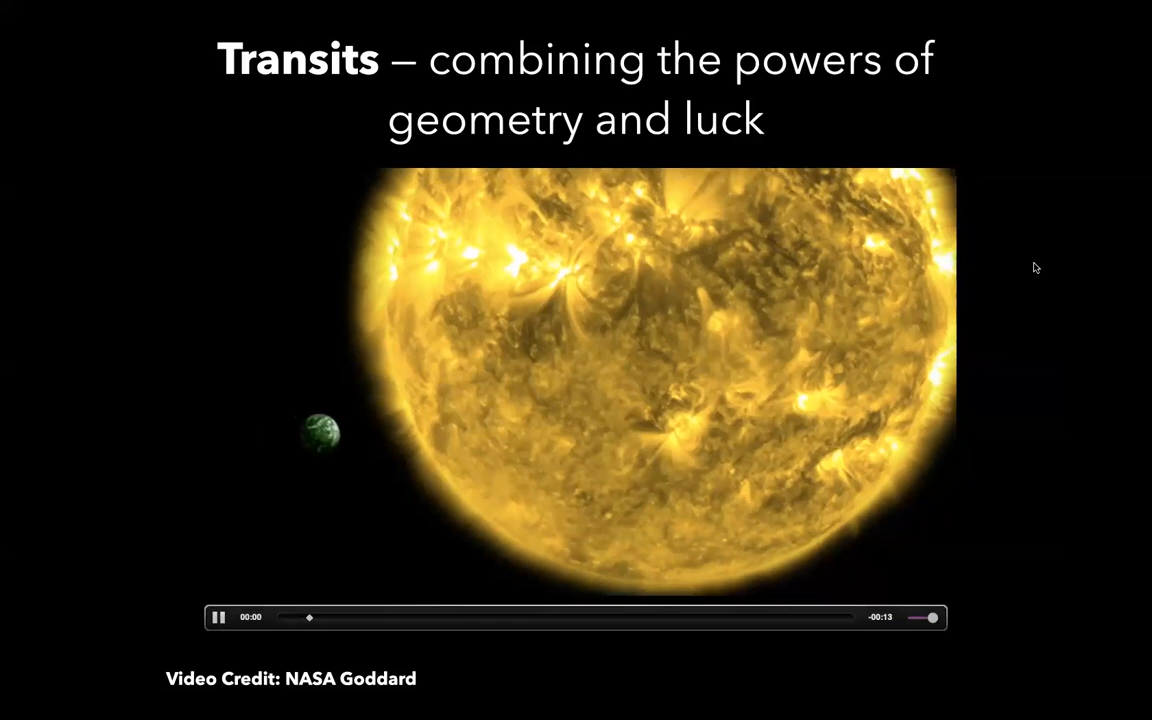 Transits – combining the powers of
geometry and luck
00:00
-00:13
Video Credit: NASA Goddard